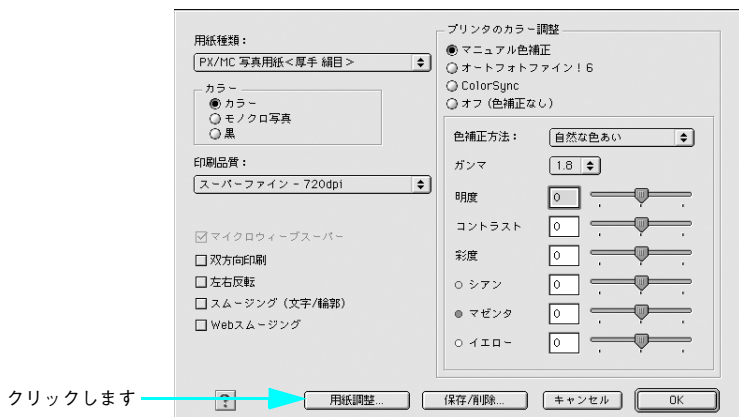 用紙種類：
PX/MC 写真用紙<厚手 絹目>
カラー
カラー
モノクロ写真
黒
印刷品質：
スーパーファイン - 720dpi
マイクロウィーブスーパー
双方向印刷
左右反転
スムージング（文字/輪郭）
Webスムージング
プリンタのカラー調整
マニュアル色補正
オートフォトファイン！6
ColorSync
オフ（色補正なし）
色補正方法： 自然な色あい
ガンマ 1.8
明度 0
コントラスト 0
彩度 0
シアン 0
マゼンタ 0
イエロー 0
クリックします
? 用紙調整... 保存/削除... キャンセル OK